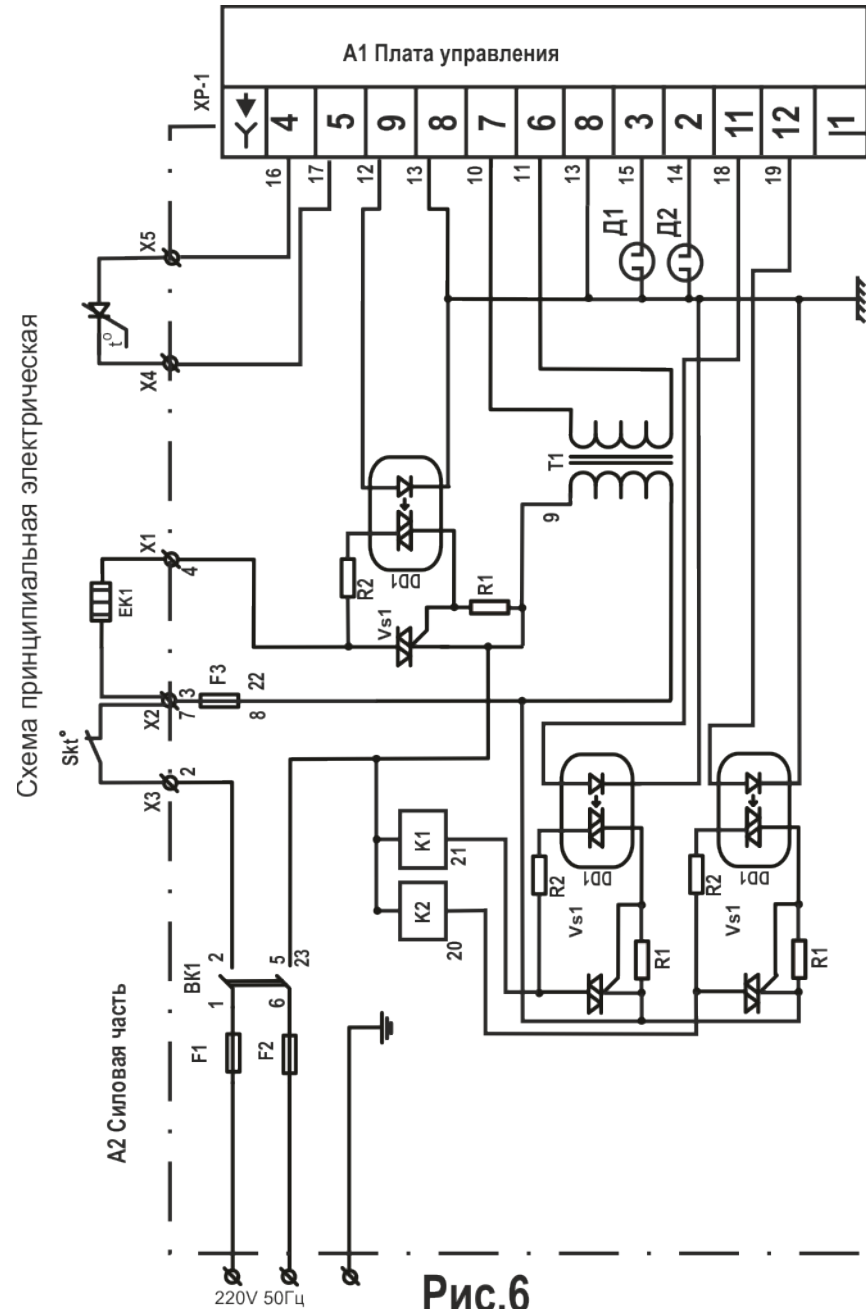 Схема принципиальная электрическая
А1 Плата управления
XP-1
4 5 9 8 7 6 8 3 2 11 12 |1
16 17 12 13 10 11 13 15 14 18 19
X5
t°
X4
Д1
Д2
X1
4
EK1
R2
DD1
Vs1
R1
T1
9
F3
3 22
7 8
X2
Skt°
X3
2
K1
21
K2
20
R2
DD1
Vs1
R1
R2
DD1
Vs1
R1
ВК1
2 5
23
1 6
F1
F2
А2 Силовая часть
220V 50Гц
Рис.6